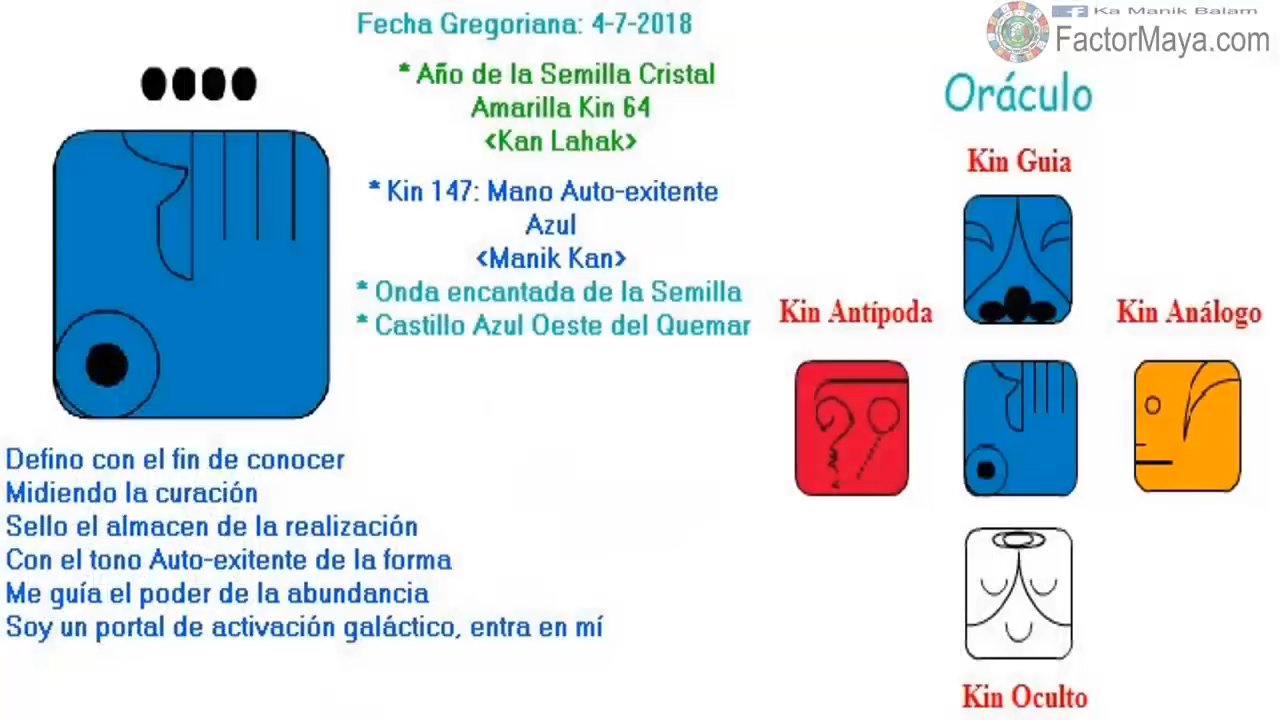 Fecha Gregoriana: 4-7-2018
* Año de la Semilla Cristal
Amarilla Kin 64
<Kan Lahak>
* Kin 147: Mano Auto-exitente
Azul
<Manik Kan>
* Onda encantada de la Semilla
* Castillo Azul Oeste del Quemar
Defino con el fin de conocer
Midiendo la curación
Sello el almacen de la realización
Con el tono Auto-exitente de la forma
Me guía el poder de la abundancia
Soy un portal de activación galáctico, entra en mí
Ka Manik Balam
FactorMaya.com
Oráculo
Kin Guia
Kin Antípoda
Kin Análogo
Kin Oculto